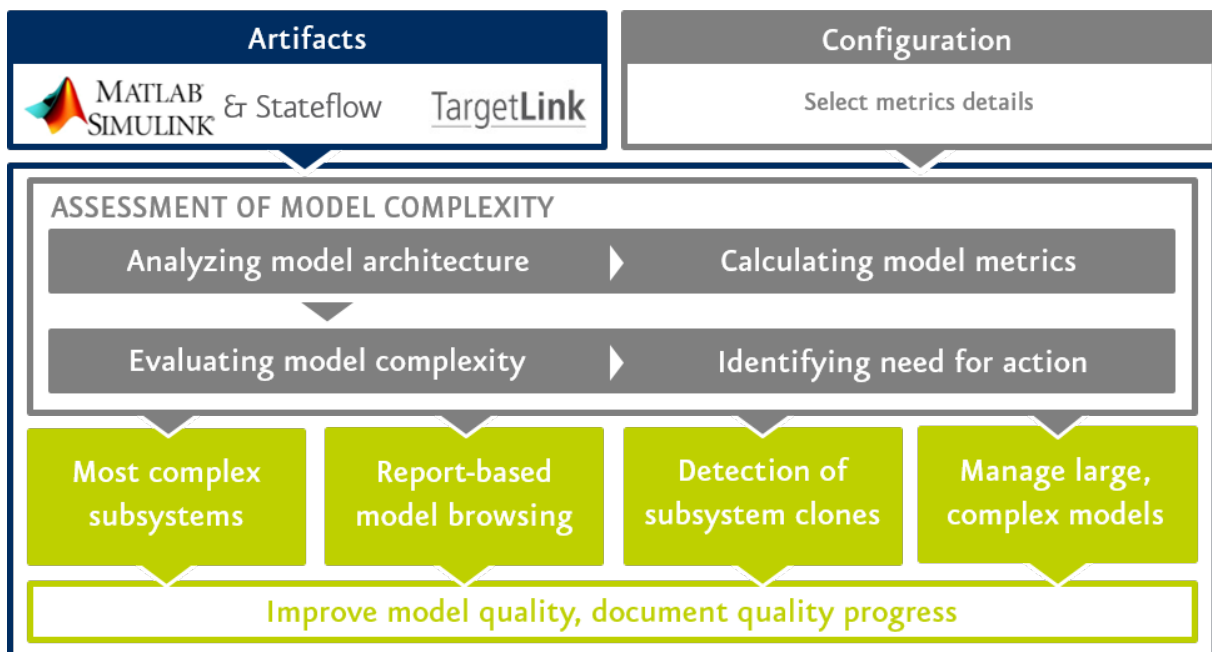 Artifacts
MATLAB®
SIMULINK®
& Stateflow
TargetLink
Configuration
Select metrics details
ASSESSMENT OF MODEL COMPLEXITY
Analyzing model architecture
Calculating model metrics
Evaluating model complexity
Identifying need for action
Most complex
subsystems
Report-based
model browsing
Detection of
subsystem clones
Manage large,
complex models
Improve model quality, document quality progress